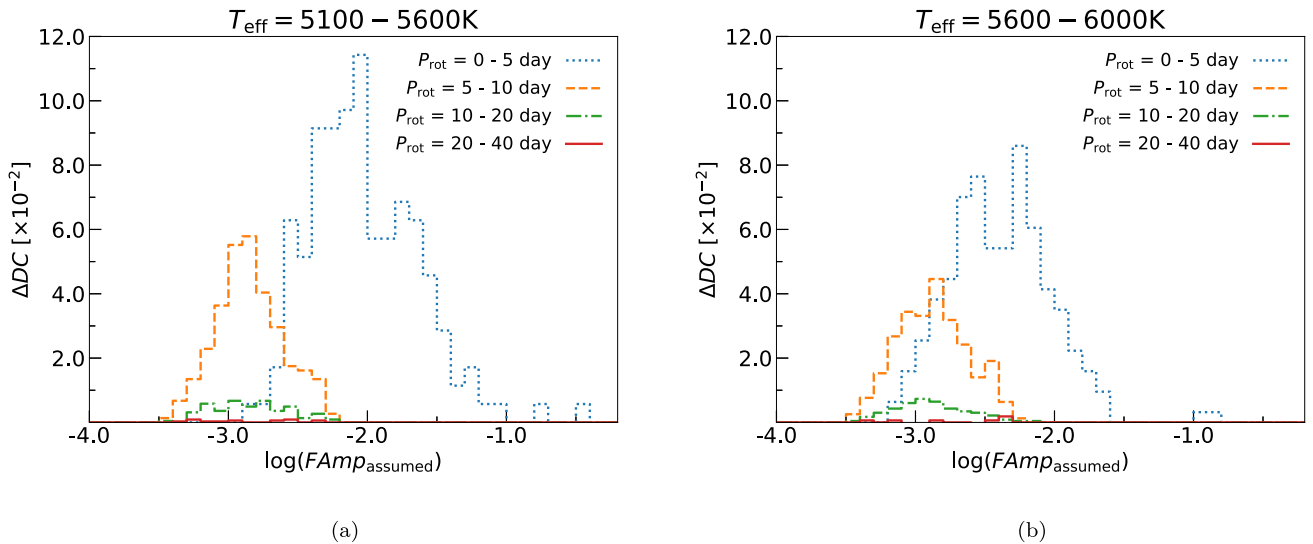 T_eff = 5100 − 5600K
ΔDC [×10^−2]
12.0
10.0
8.0
6.0
4.0
2.0
P_rot = 0 - 5 day
P_rot = 5 - 10 day
P_rot = 10 - 20 day
P_rot = 20 - 40 day
-4.0 -3.0 -2.0 -1.0
log(FAmp_assumed)
(a)
T_eff = 5600 − 6000K
ΔDC [×10^−2]
12.0
10.0
8.0
6.0
4.0
2.0
P_rot = 0 - 5 day
P_rot = 5 - 10 day
P_rot = 10 - 20 day
P_rot = 20 - 40 day
-4.0 -3.0 -2.0 -1.0
log(FAmp_assumed)
(b)